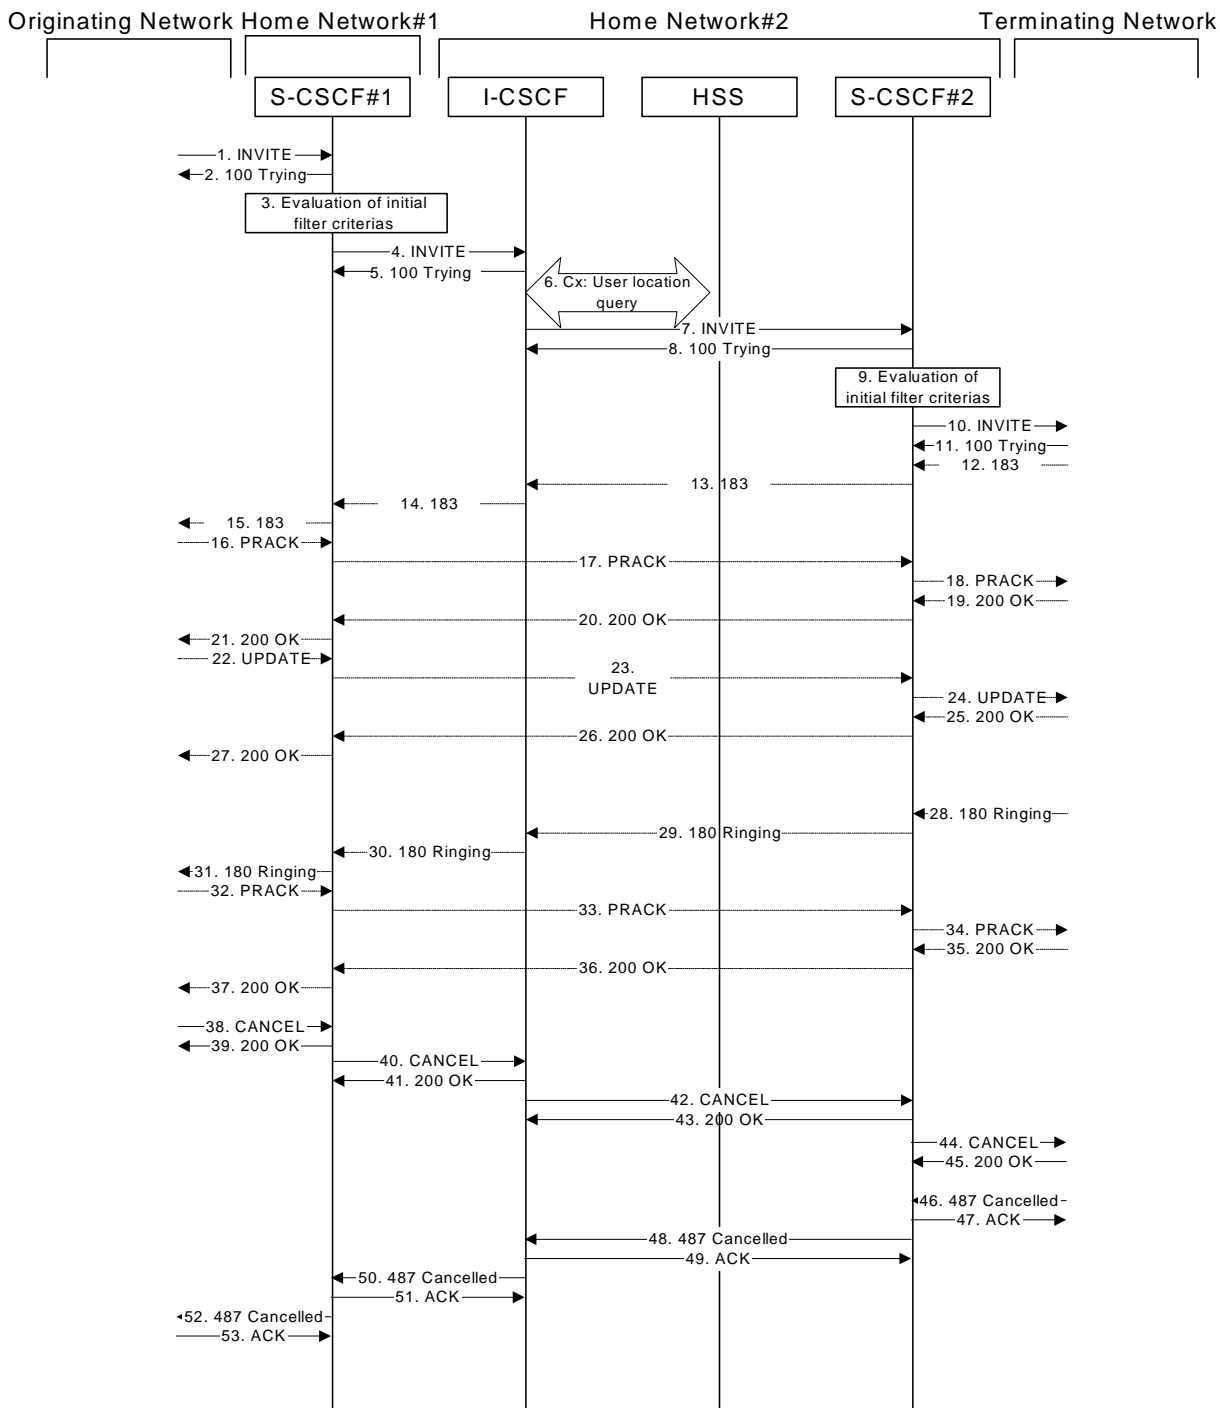 Originating Network Home Network#1 Home Network#2 Terminating Network
S-CSCF#1 I-CSCF HSS S-CSCF#2
1. INVITE
2. 100 Trying
3. Evaluation of initial
filter criterias
4. INVITE
5. 100 Trying
6. Cx: User location
query
7. INVITE
8. 100 Trying
9. Evaluation of
initial filter criterias
10. INVITE
11. 100 Trying
12. 183
13. 183
14. 183
15. 183
16. PRACK
17. PRACK
18. PRACK
19. 200 OK
20. 200 OK
21. 200 OK
22. UPDATE
23.
UPDATE
24. UPDATE
25. 200 OK
26. 200 OK
27. 200 OK
28. 180 Ringing
29. 180 Ringing
30. 180 Ringing
31. 180 Ringing
32. PRACK
33. PRACK
34. PRACK
35. 200 OK
36. 200 OK
37. 200 OK
38. CANCEL
39. 200 OK
40. CANCEL
41. 200 OK
42. CANCEL
43. 200 OK
44. CANCEL
45. 200 OK
46. 487 Cancelled
47. ACK
48. 487 Cancelled
49. ACK
50. 487 Cancelled
51. ACK
52. 487 Cancelled
53. ACK